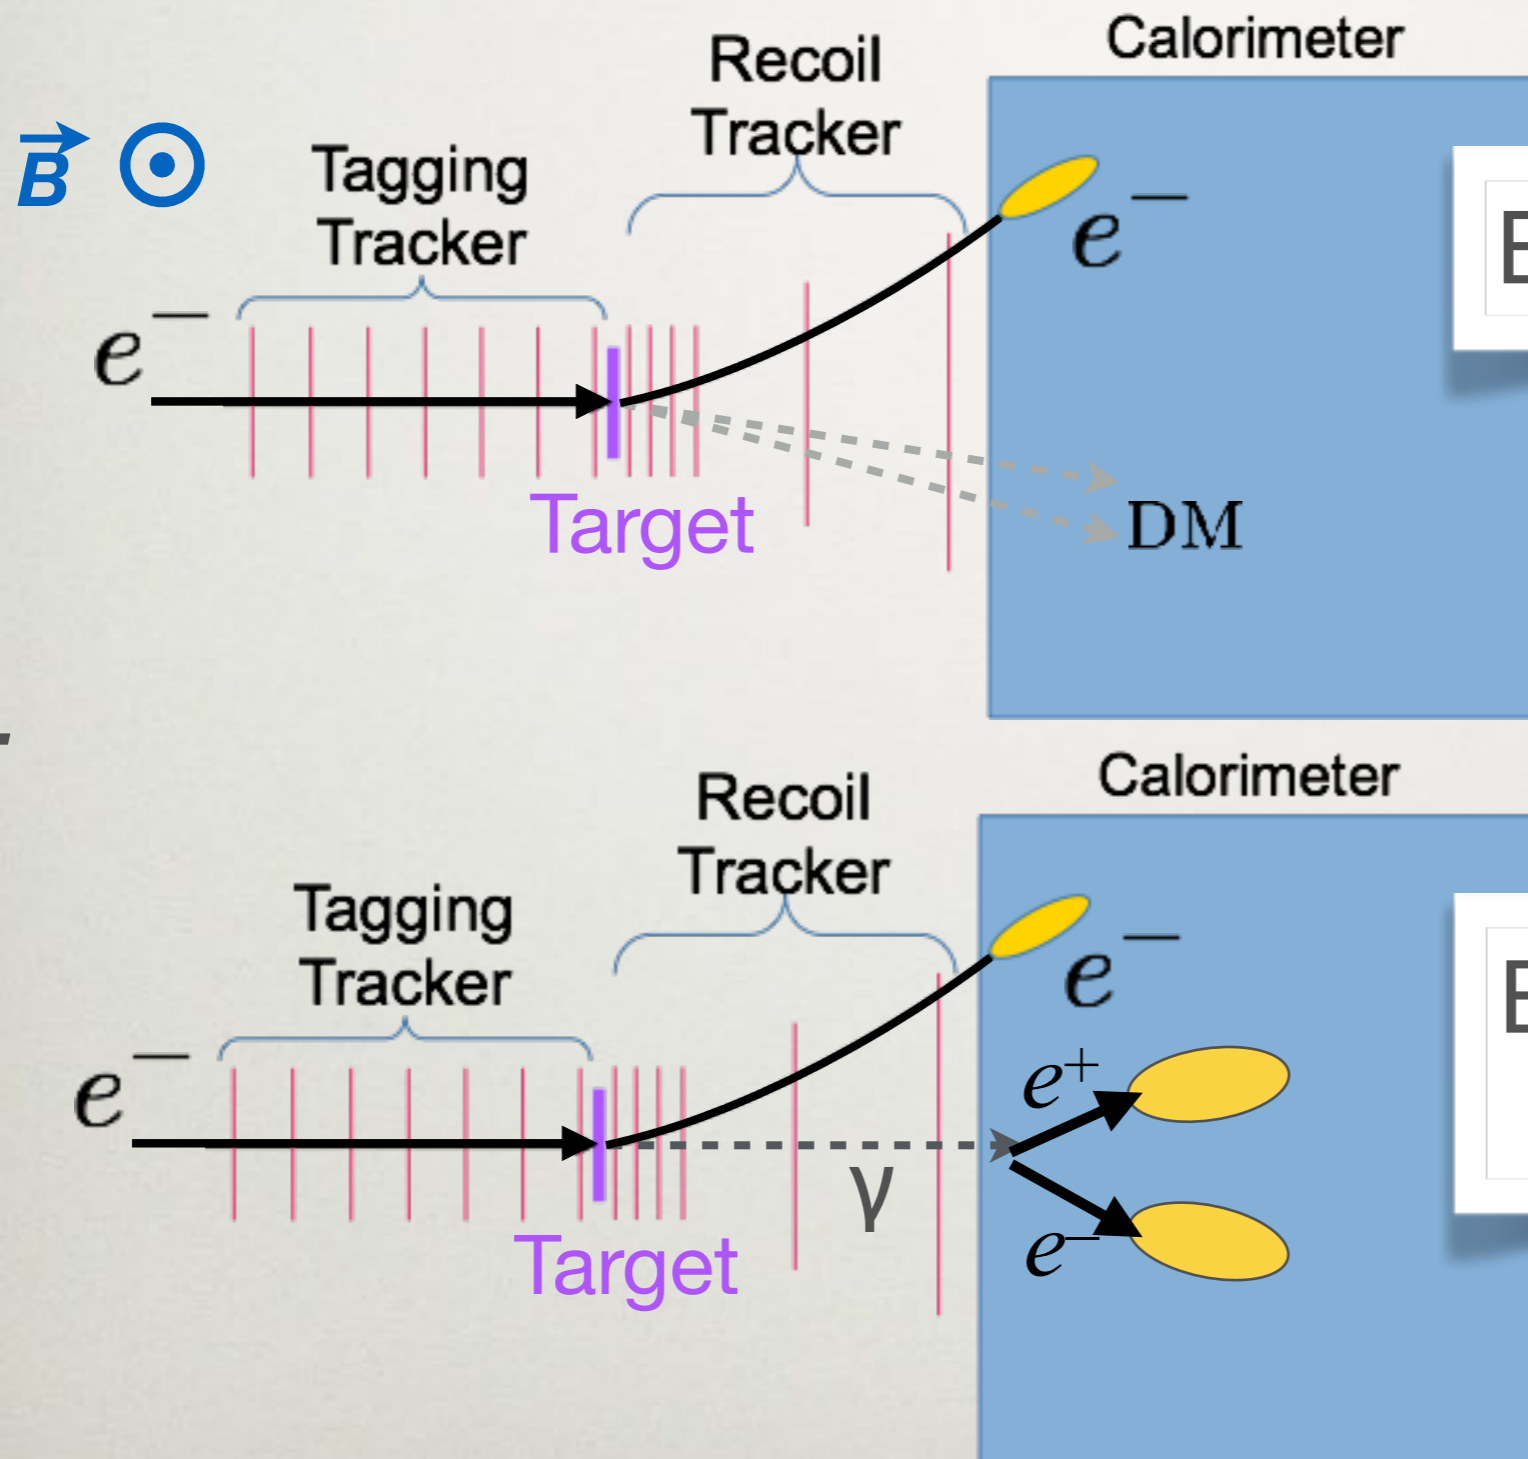 Calorimeter
Recoil
Tracker
B
Tagging
Tracker
e−
e−
Target
DM
Calorimeter
Recoil
Tracker
Tagging
Tracker
e−
e−
e+
γ
e−
Target
E
E